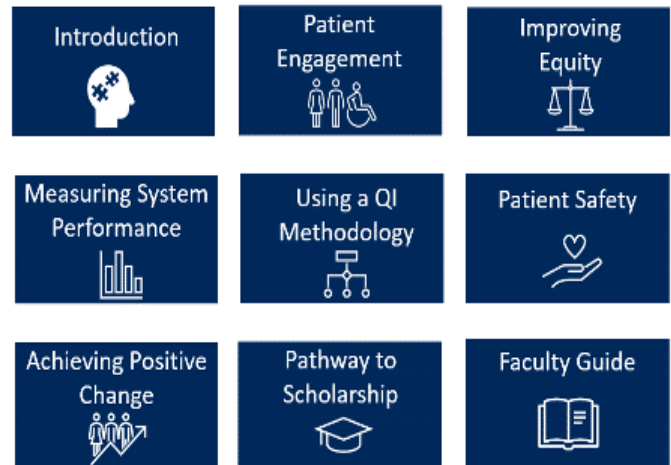 Introduction
Patient
Engagement
Improving
Equity
Measuring System
Performance
Using a QI
Methodology
Patient Safety
Achieving Positive
Change
Pathway to
Scholarship
Faculty Guide